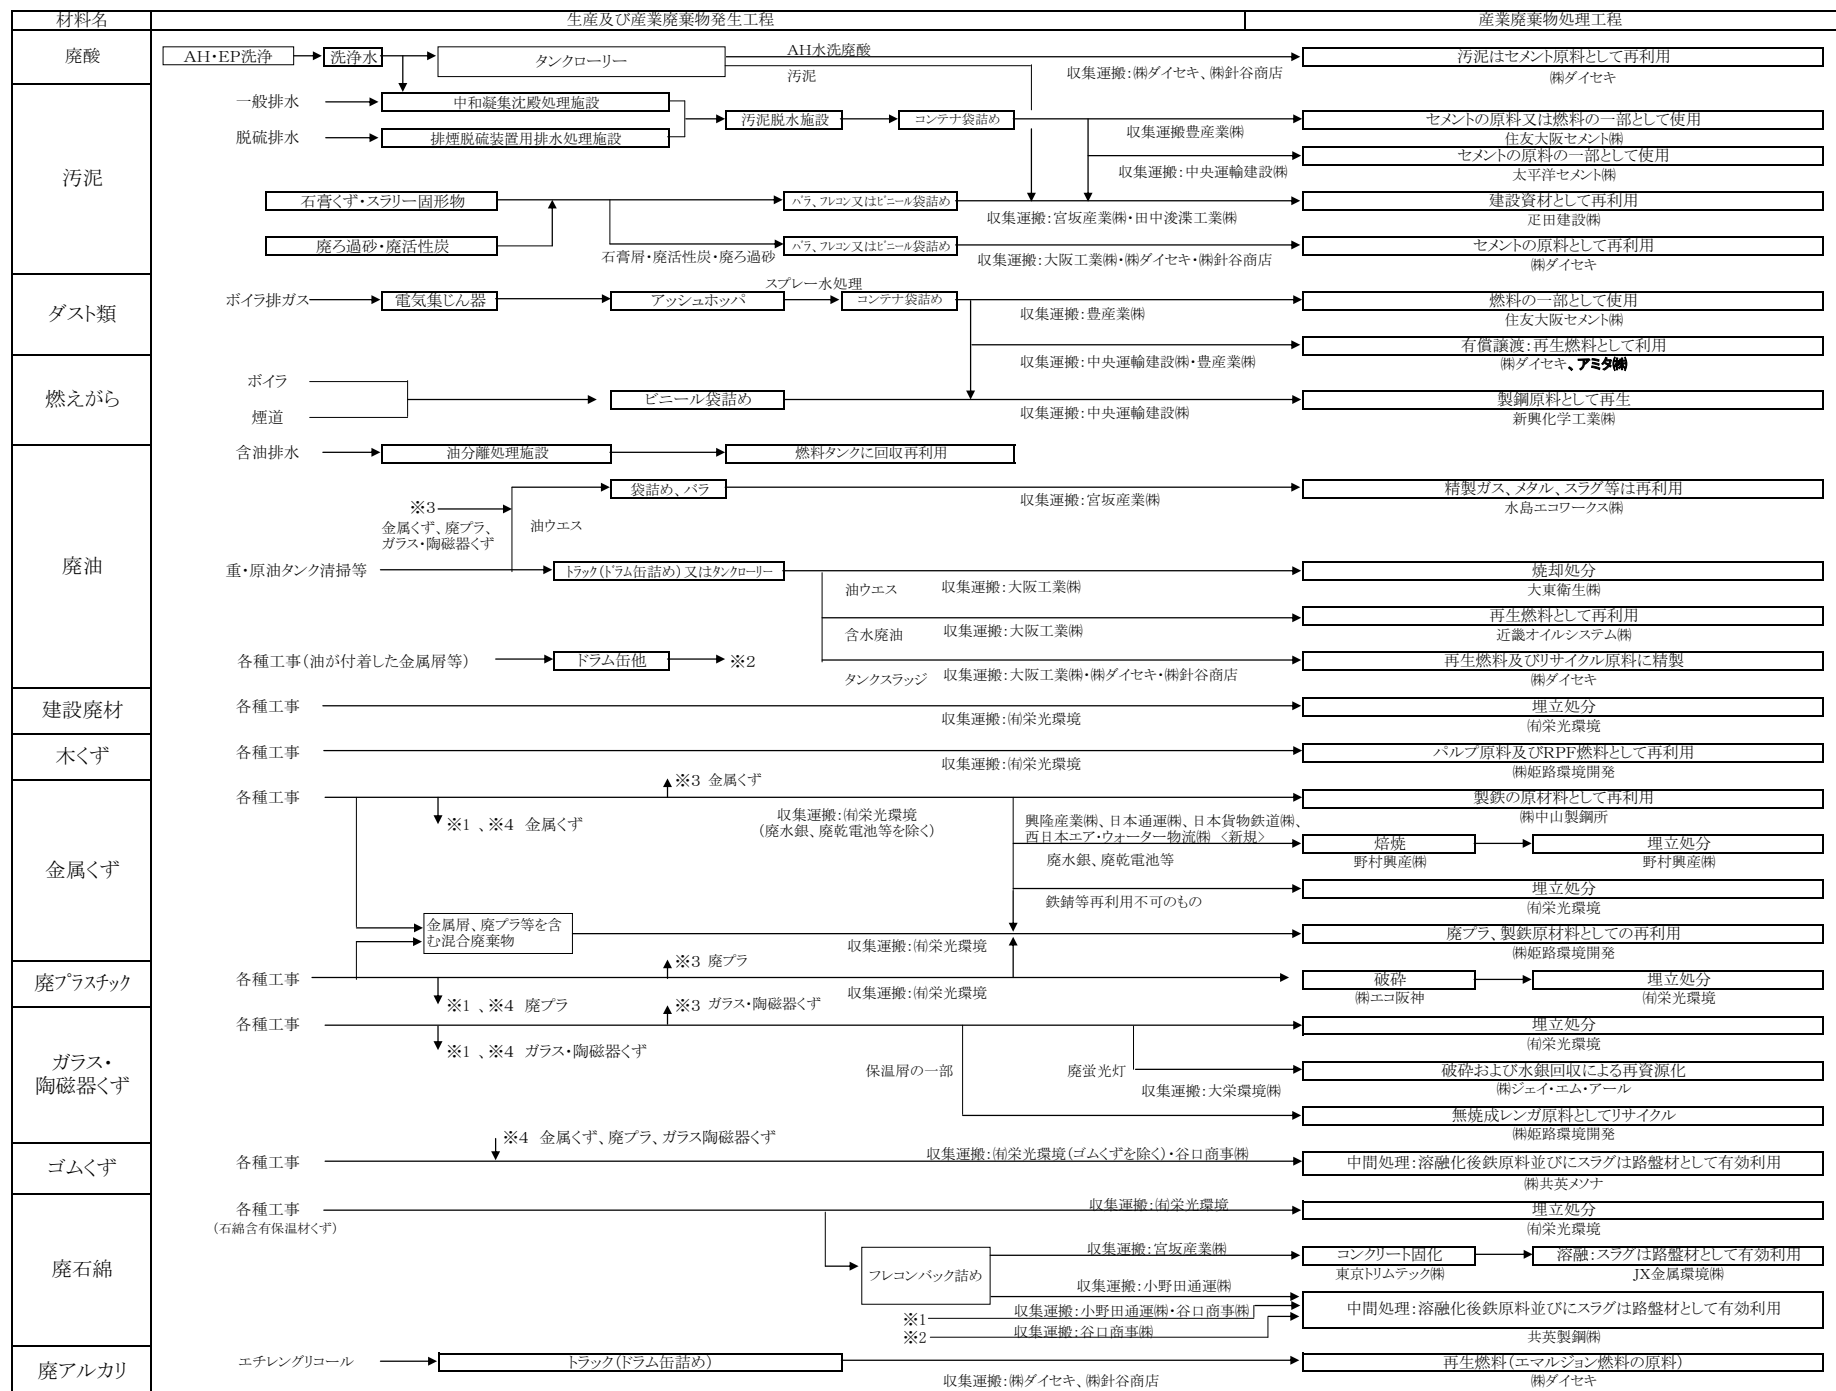 材料名 生産及び産業廃棄物発生工程 産業廃棄物処理工程
廃酸
AH・EP洗浄 洗浄水 タンクローリー
AH水洗廃酸
汚泥
収集運搬:㈱ダイセキ、㈱針谷商店
汚泥はセメント原料として再利用
㈱ダイセキ
汚泥
一般排水 中和凝集沈殿処理施設
脱硫排水 排煙脱硫装置用排水処理施設
汚泥脱水施設 コンテナ袋詰め
収集運搬豊産業㈱
セメントの原料又は燃料の一部として使用
住友大阪セメント㈱
収集運搬:中央運輸建設㈱
セメントの原料の一部として使用
太平洋セメント㈱
石膏くず・スラリー固形物
バラ、フレコン又はビニール袋詰め
収集運搬:宮坂産業㈱・田中浚渫工業㈱
建設資材として再利用
疋田建設㈱
廃ろ過砂・廃活性炭
石膏屑・廃活性炭・廃ろ過砂
バラ、フレコン又はビニール袋詰め
収集運搬:大阪工業㈱・㈱ダイセキ・㈱針谷商店
セメントの原料として再利用
㈱ダイセキ
ダスト類
ボイラ排ガス 電気集じん器 アッシュホッパ
スプレー水処理
コンテナ袋詰め
収集運搬:豊産業㈱
燃料の一部として使用
住友大阪セメント㈱
収集運搬:中央運輸建設㈱・豊産業㈱
有償譲渡:再生燃料として利用
㈱ダイセキ、アミタ㈱
燃えがら
ボイラ
煙道
ビニール袋詰め
収集運搬:中央運輸建設㈱
製鋼原料として再生
新興化学工業㈱
廃油
含油排水 油分離処理施設 燃料タンクに回収再利用
※3
金属くず、廃プラ、
ガラス・陶磁器くず
油ウエス
袋詰め、バラ
収集運搬:宮坂産業㈱
精製ガス、メタル、スラグ等は再利用
水島エコワークス㈱
重・原油タンク清掃等 トラック(ドラム缶詰め)又はタンクローリー
油ウエス 収集運搬:大阪工業㈱
焼却処分
大東衛生㈱
含水廃油 収集運搬:大阪工業㈱
再生燃料として再利用
近畿オイルシステム㈱
各種工事(油が付着した金属屑等) ドラム缶他 ※2
タンクスラッジ 収集運搬:大阪工業㈱・㈱ダイセキ・㈱針谷商店
再生燃料及びリサイクル原料に精製
㈱ダイセキ
建設廃材
各種工事
収集運搬:㈲栄光環境
埋立処分
㈲栄光環境
木くず
各種工事
収集運搬:㈲栄光環境
パルプ原料及びRPF燃料として再利用
㈱姫路環境開発
金属くず
各種工事
※3 金属くず
※1 、※4 金属くず
収集運搬:㈲栄光環境
(廃水銀、廃乾電池等を除く)
製鉄の原材料として再利用
㈱中山製鋼所
興隆産業㈱、日本通運㈱、日本貨物鉄道㈱、
西日本エア・ウォーター物流㈱ 〈新規〉
廃水銀、廃乾電池等
焙焼 埋立処分
野村興産㈱ 野村興産㈱
鉄錆等再利用不可のもの
埋立処分
㈲栄光環境
金属屑、廃プラ等を含
む混合廃棄物
収集運搬:㈲栄光環境
廃プラ、製鉄原材料としての再利用
㈱姫路環境開発
廃プラスチック
各種工事
※3 廃プラ
※1 、※4 廃プラ
収集運搬:㈲栄光環境
破砕 埋立処分
㈱エコ阪神 ㈲栄光環境
ガラス・
陶磁器くず
各種工事
※3 ガラス・陶磁器くず
※1 、※4 ガラス・陶磁器くず
埋立処分
㈲栄光環境
保温屑の一部 廃蛍光灯
収集運搬:大栄環境㈱
破砕および水銀回収による再資源化
㈱ジェイ・エム・アール
無焼成レンガ原料としてリサイクル
㈱姫路環境開発
ゴムくず
※4 金属くず、廃プラ、ガラス陶磁器くず
各種工事
収集運搬:㈲栄光環境(ゴムくずを除く)・谷口商事㈱
中間処理:溶融化後鉄原料並びにスラグは路盤材として有効利用
㈱共英メソナ
廃石綿
各種工事
(石綿含有保温材くず)
収集運搬:㈲栄光環境
埋立処分
㈲栄光環境
フレコンバック詰め
収集運搬:宮坂産業㈱
コンクリート固化 溶融:スラグは路盤材として有効利用
東京トリムテック㈱ JX金属環境㈱
収集運搬:小野田通運㈱
※1 収集運搬:小野田通運㈱・谷口商事㈱
※2 収集運搬:谷口商事㈱
中間処理:溶融化後鉄原料並びにスラグは路盤材として有効利用
共英製鋼㈱
廃アルカリ
エチレングリコール トラック(ドラム缶詰め)
収集運搬:㈱ダイセキ、㈱針谷商店
再生燃料(エマルジョン燃料の原料)
㈱ダイセキ